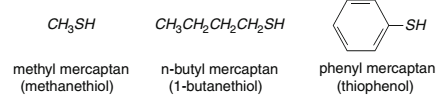 CH₃SH CH₃CH₂CH₂CH₂SH SH
methyl mercaptan n-butyl mercaptan phenyl mercaptan
(methanethiol) (1-butanethiol) (thiophenol)